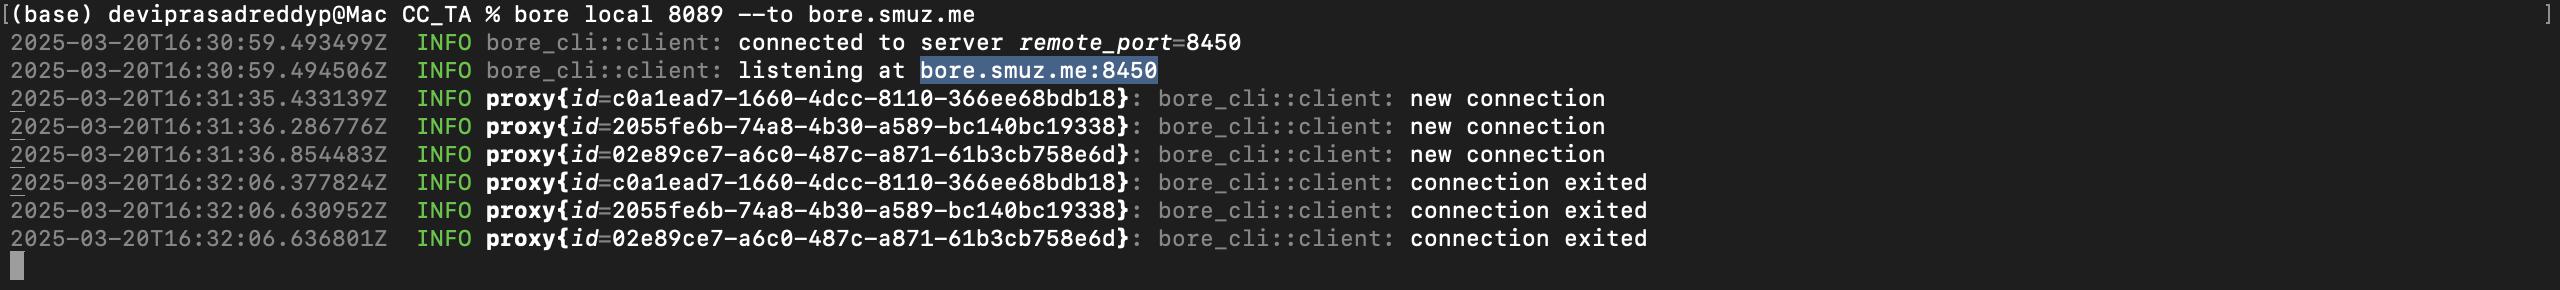 [(base) deviprasadreddyp@Mac CC_TA % bore local 8089 --to bore.smuz.me ]
2025-03-20T16:30:59.493499Z  INFO bore_cli::client: connected to server remote_port=8450
2025-03-20T16:30:59.494506Z  INFO bore_cli::client: listening at bore.smuz.me:8450
2025-03-20T16:31:35.433139Z  INFO proxy{id=c0a1ead7-1660-4dcc-8110-366ee68bdb18}: bore_cli::client: new connection
2025-03-20T16:31:36.286776Z  INFO proxy{id=2055fe6b-74a8-4b30-a589-bc140bc19338}: bore_cli::client: new connection
2025-03-20T16:31:36.854483Z  INFO proxy{id=02e89ce7-a6c0-487c-a871-61b3cb758e6d}: bore_cli::client: new connection
2025-03-20T16:32:06.377824Z  INFO proxy{id=c0a1ead7-1660-4dcc-8110-366ee68bdb18}: bore_cli::client: connection exited
2025-03-20T16:32:06.630952Z  INFO proxy{id=2055fe6b-74a8-4b30-a589-bc140bc19338}: bore_cli::client: connection exited
2025-03-20T16:32:06.636801Z  INFO proxy{id=02e89ce7-a6c0-487c-a871-61b3cb758e6d}: bore_cli::client: connection exited